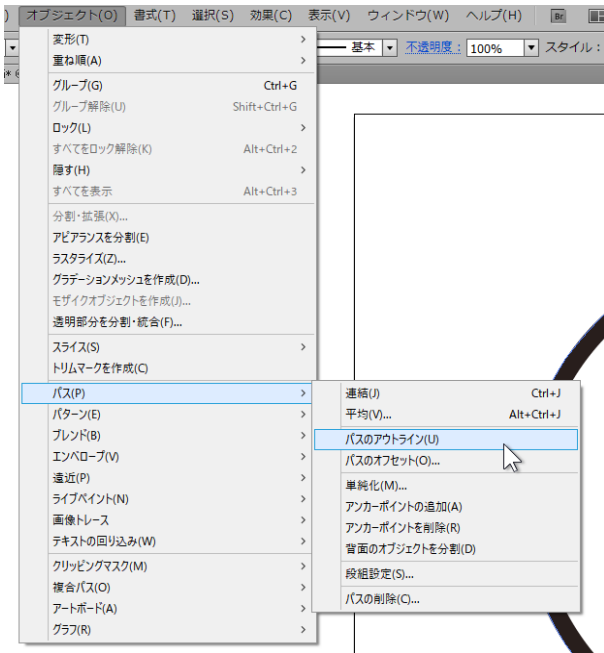 オブジェクト(O) 書式(T) 選択(S) 効果(C) 表示(V) ウィンドウ(W) ヘルプ(H) Br
基本 不透明度: 100% スタイル:
変形(T)
重ね順(A)
グループ(G) Ctrl+G
グループ解除(U) Shift+Ctrl+G
ロック(L)
すべてをロック解除(K) Alt+Ctrl+2
隠す(H)
すべてを表示 Alt+Ctrl+3
分割・拡張(X)...
アピアランスを分割(E)
ラスタライズ(Z)...
グラデーションメッシュを作成(D)...
モザイクオブジェクトを作成(J)...
透明部分を分割・統合(F)...
スライス(S)
トリムマークを作成(C)
パス(P)
パターン(E)
ブレンド(B)
エンベロープ(V)
遠近(P)
ライブペイント(N)
画像トレース
テキストの回り込み(W)
クリッピングマスク(M)
複合パス(O)
アートボード(A)
グラフ(R)
連結(J) Ctrl+J
平均(V)... Alt+Ctrl+J
パスのアウトライン(U)
パスのオフセット(O)...
単純化(M)...
アンカーポイントの追加(A)
アンカーポイントを削除(R)
背面のオブジェクトを分割(D)
段組設定(S)...
パスの削除(C)...